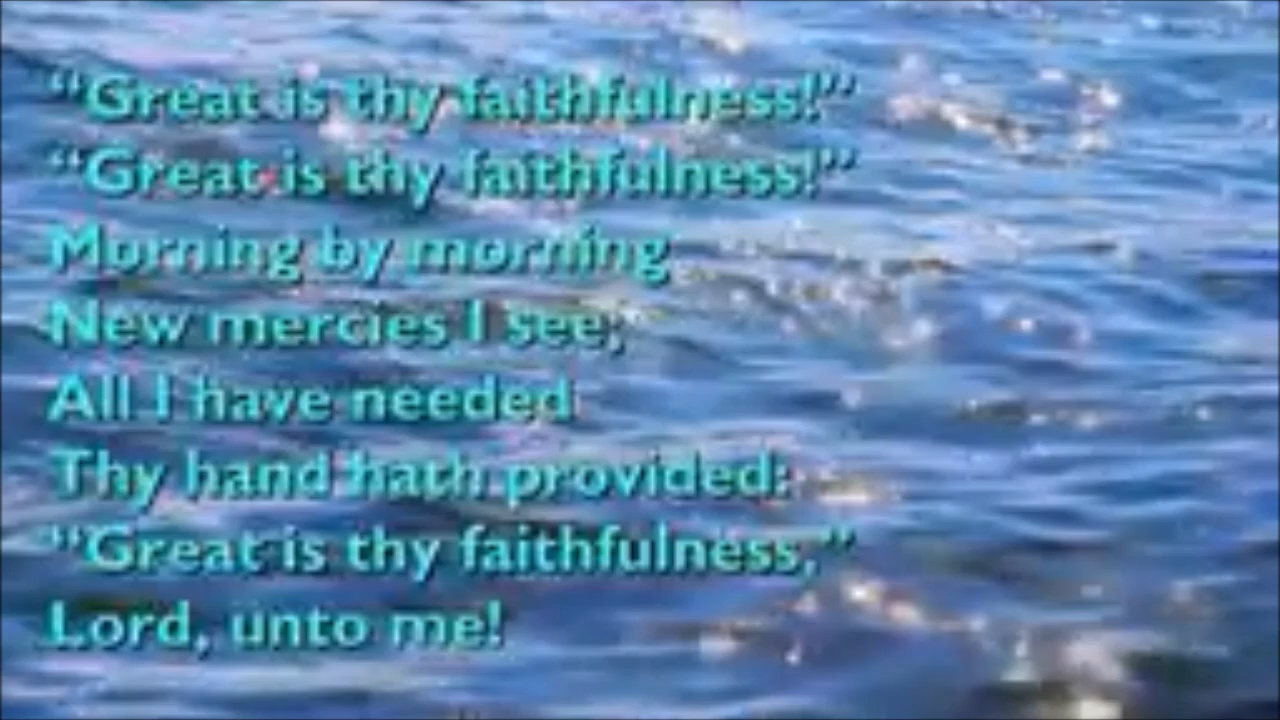 “Great is thy faithfulness!”
“Great is thy faithfulness!”
Morning by morning
New mercies I see;
All I have needed
Thy hand hath provided:
“Great is thy faithfulness,”
Lord, unto me!